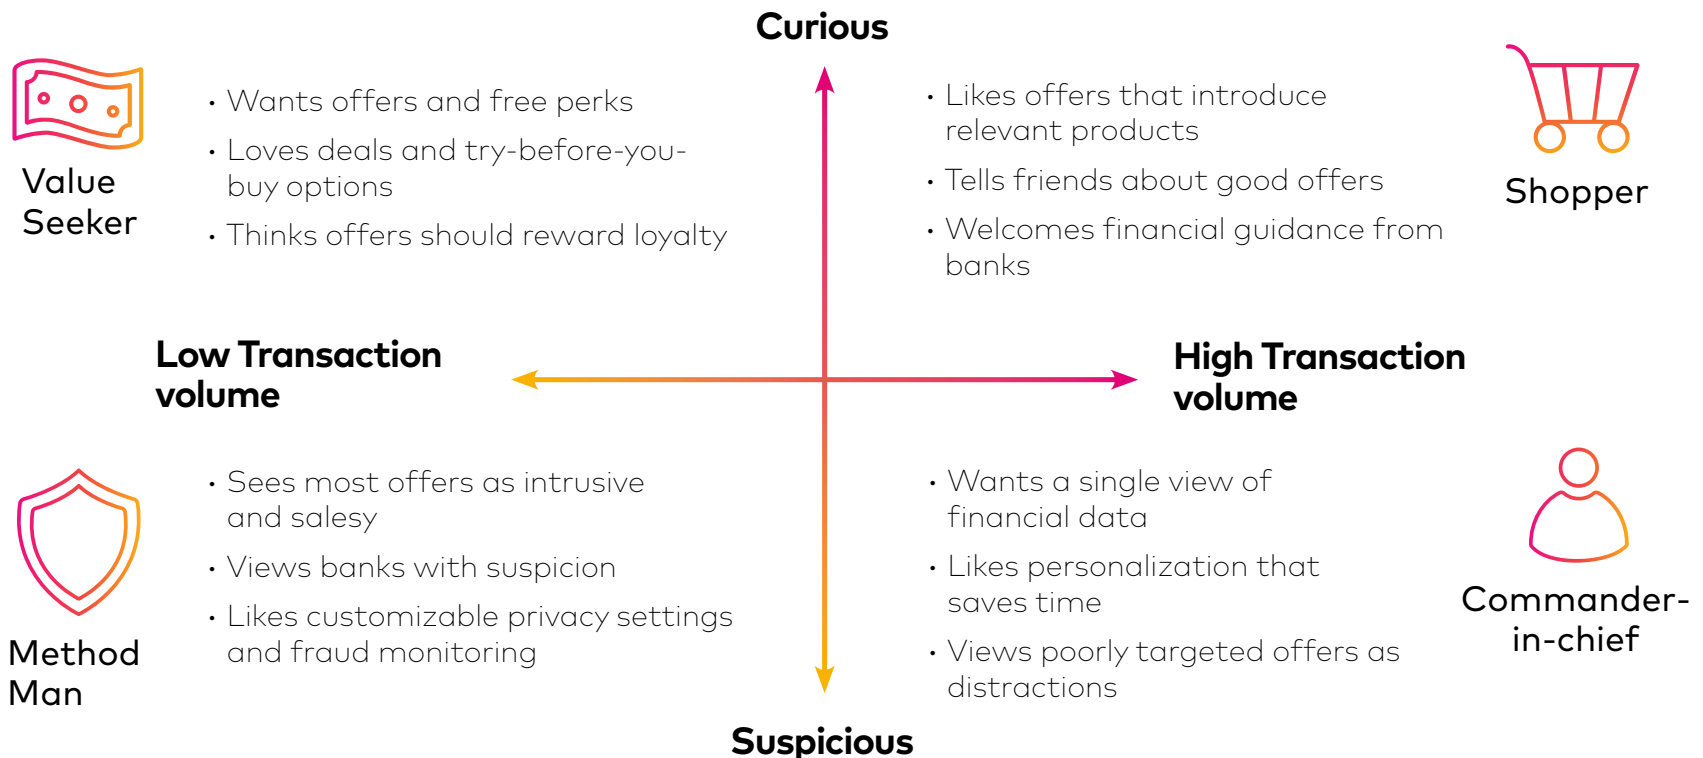 Curious
Value
Seeker
• Wants offers and free perks
• Loves deals and try-before-you-
buy options
• Thinks offers should reward loyalty
• Likes offers that introduce
relevant products
• Tells friends about good offers
• Welcomes financial guidance from
banks
Shopper
Low Transaction
volume
High Transaction
volume
Method
Man
• Sees most offers as intrusive
and salesy
• Views banks with suspicion
• Likes customizable privacy settings
and fraud monitoring
• Wants a single view of
financial data
• Likes personalization that
saves time
• Views poorly targeted offers as
distractions
Commander-
in-chief
Suspicious